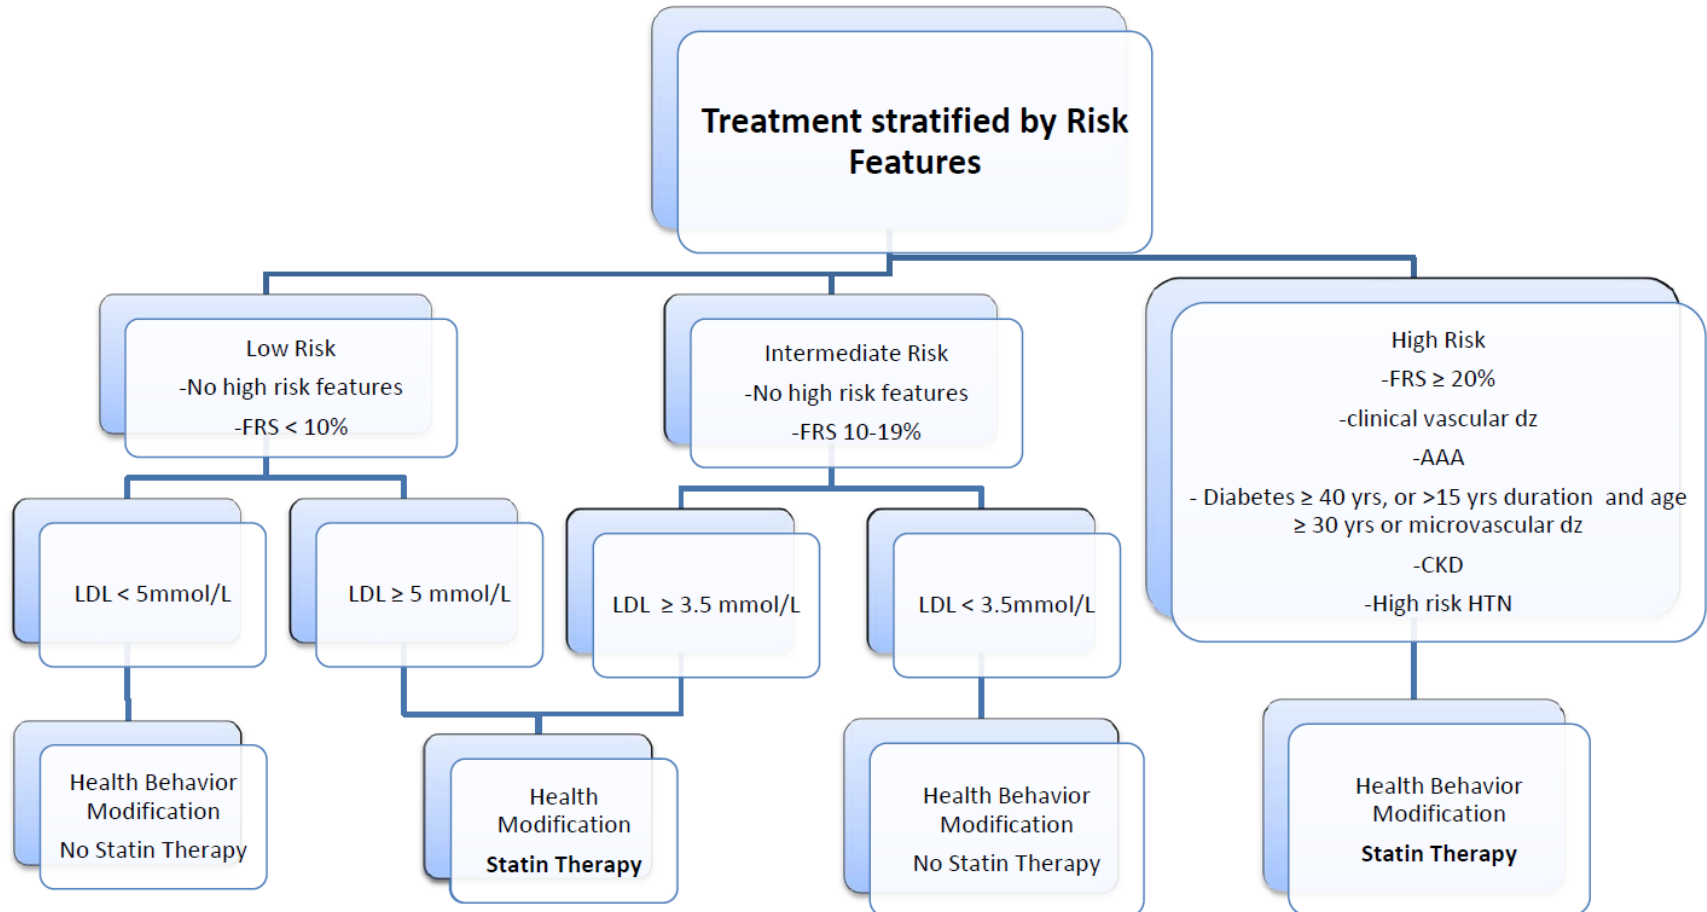 Treatment stratified by Risk
Features
Low Risk
-No high risk features
-FRS < 10%
Intermediate Risk
-No high risk features
-FRS 10-19%
High Risk
-FRS ≥ 20%
-clinical vascular dz
-AAA
- Diabetes ≥ 40 yrs, or >15 yrs duration and age
≥ 30 yrs or microvascular dz
-CKD
-High risk HTN
LDL < 5mmol/L
LDL ≥ 5 mmol/L
LDL ≥ 3.5 mmol/L
LDL < 3.5mmol/L
Health Behavior
Modification
No Statin Therapy
Health
Modification
Statin Therapy
Health Behavior
Modification
No Statin Therapy
Health Behavior
Modification
Statin Therapy